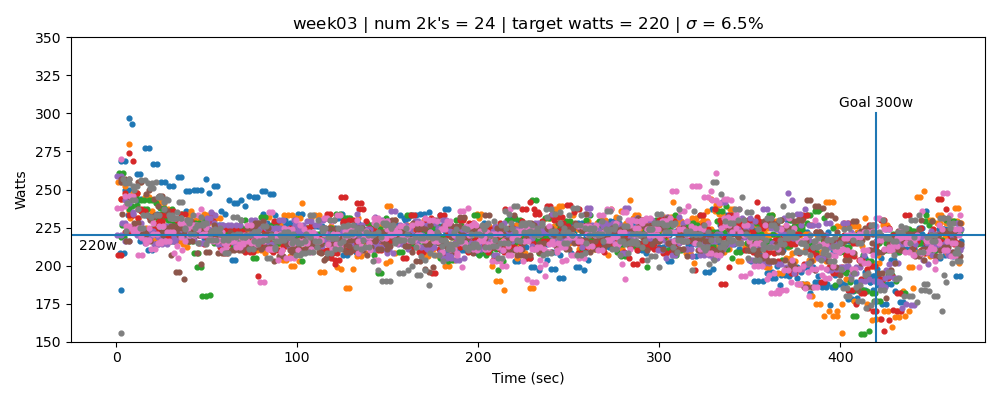 week03 | num 2k's = 24 | target watts = 220 | σ = 6.5%
350
325
300
275
250
225
200
175
150
Watts
Goal 300w
220w
0
100
200
300
400
Time (sec)